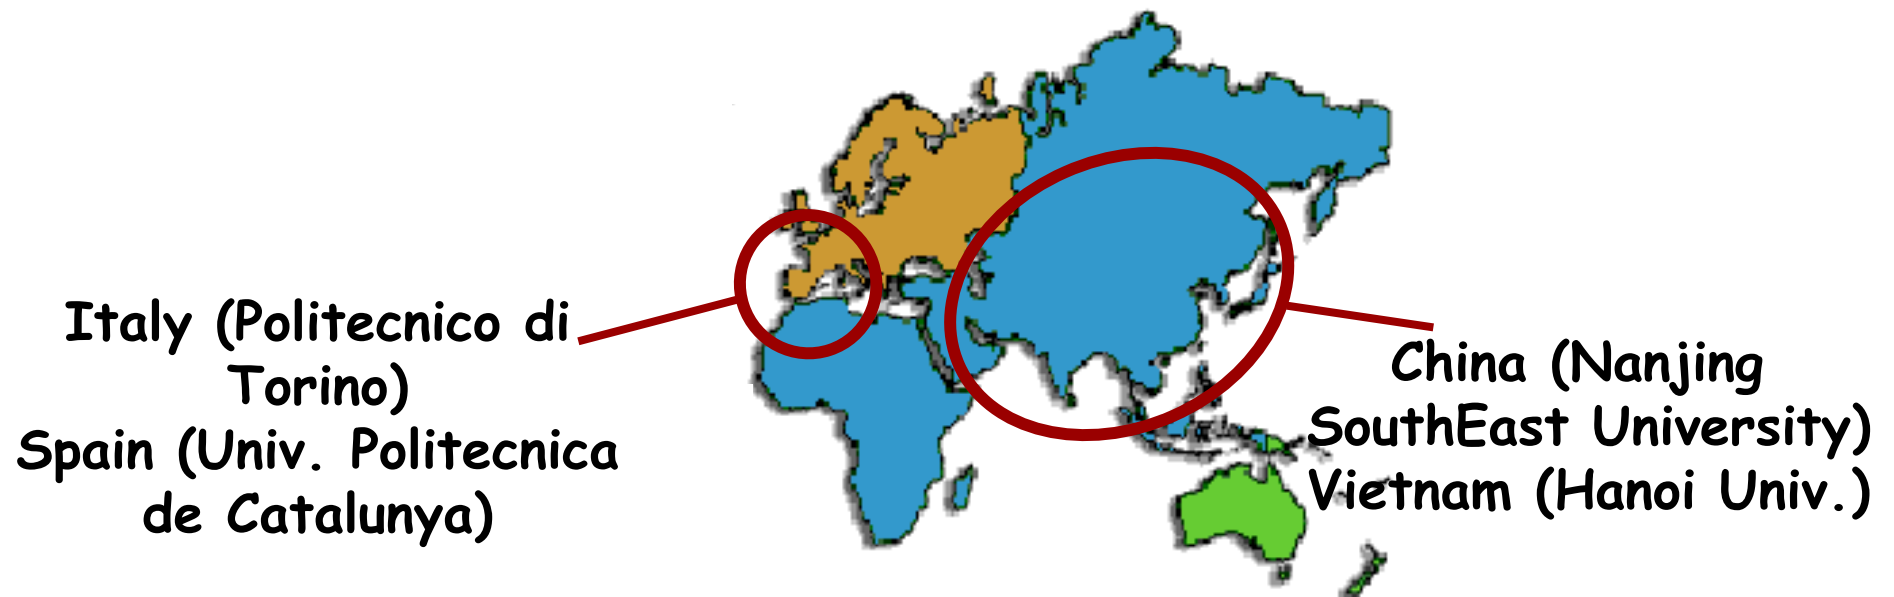 Italy (Politecnico di
Torino)
Spain (Univ. Politecnica
de Catalunya)
China (Nanjing
SouthEast University)
Vietnam (Hanoi Univ.)